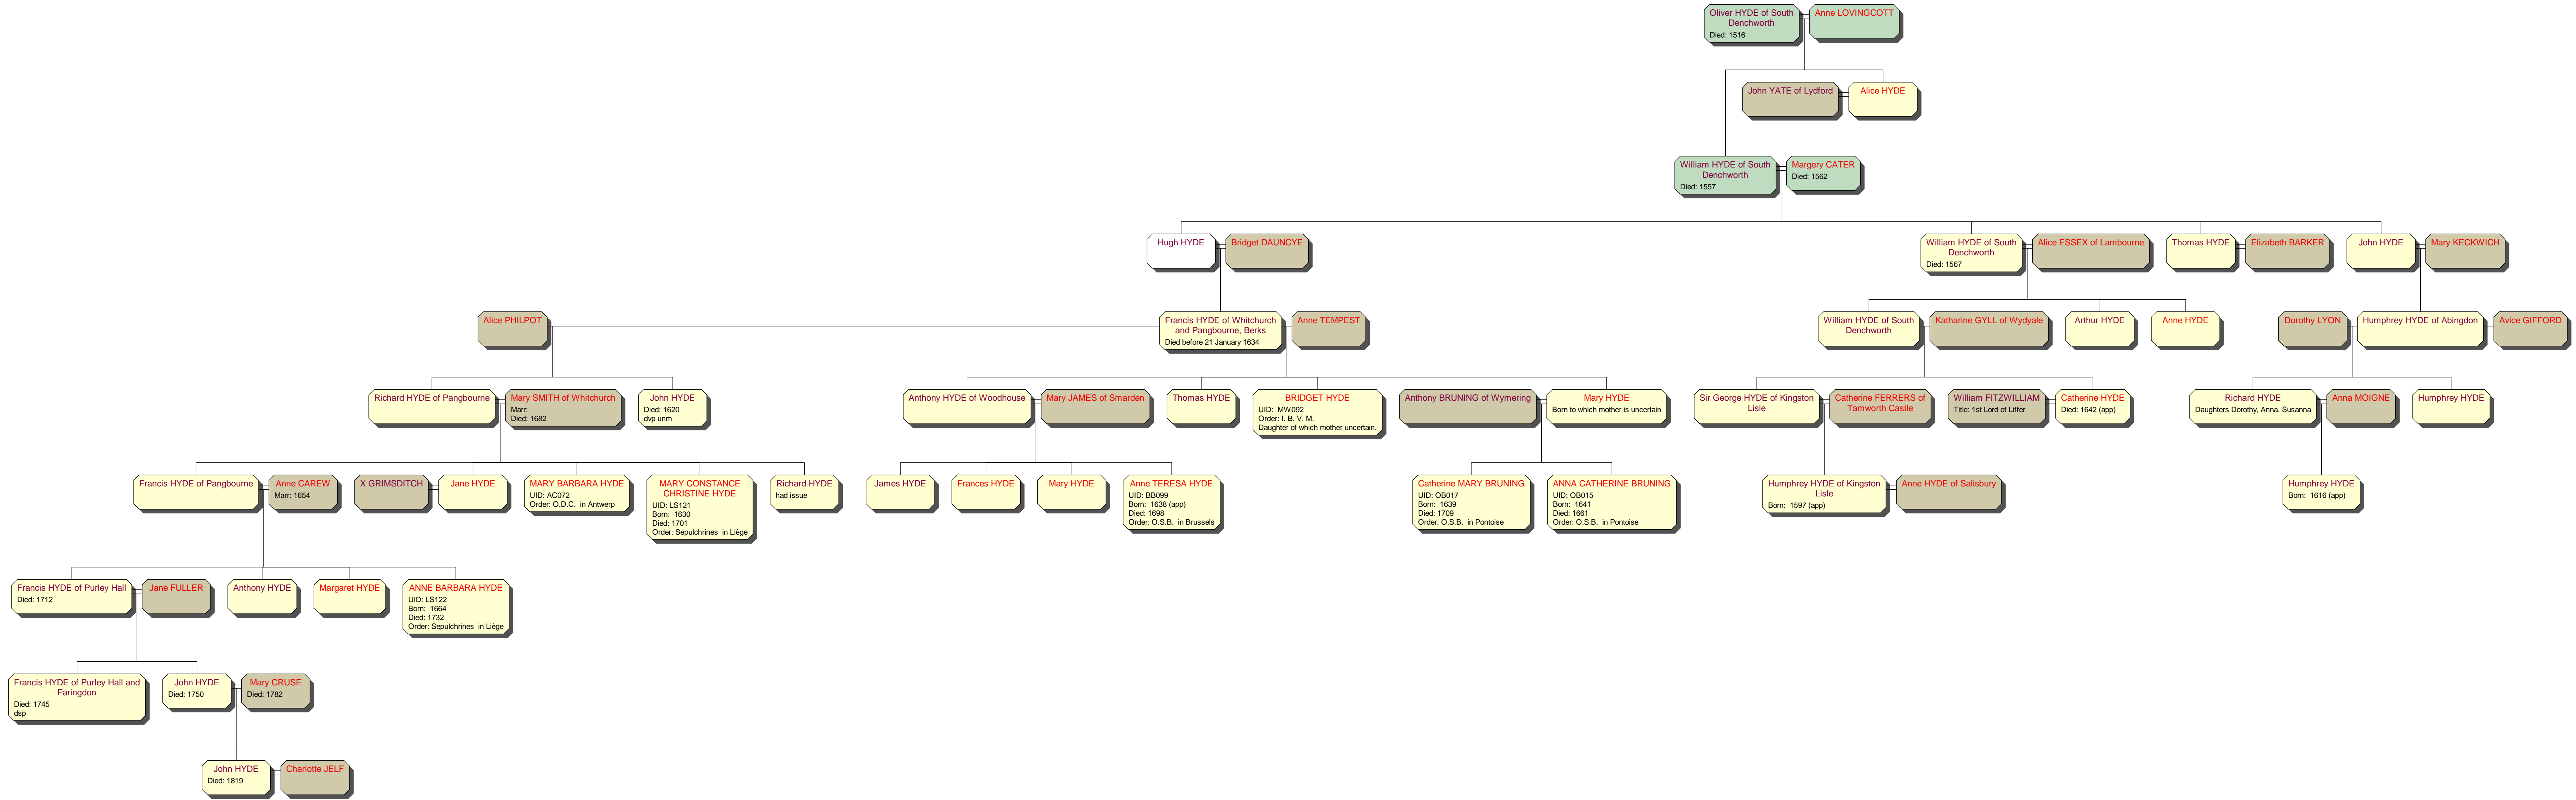 Oliver HYDE of South
Denchworth
Died: 1516
Anne LOVINGCOTT
John YATE of Lydford
Alice HYDE
William HYDE of South
Denchworth
Died: 1557
Margery CATER
Died: 1562
Hugh HYDE
Bridget DAUNCYE
William HYDE of South
Denchworth
Died: 1567
Alice ESSEX of Lambourne
Thomas HYDE
Elizabeth BARKER
John HYDE
Mary KECKWICH
Alice PHILPOT
Francis HYDE of Whitchurch
and Pangbourne, Berks
Died before 21 January 1634
Anne TEMPEST
William HYDE of South
Denchworth
Katharine GYLL of Wydyale
Arthur HYDE
Anne HYDE
Dorothy LYON
Humphrey HYDE of Abingdon
Avice GIFFORD
Richard HYDE of Pangbourne
Mary SMITH of Whitchurch
Marr:
Died: 1682
John HYDE
Died: 1620
dvp unm
Anthony HYDE of Woodhouse
Mary JAMES of Smarden
Thomas HYDE
BRIDGET HYDE
UID: MW092
Order: I. B. V. M.
Daughter of which mother uncertain.
Anthony BRUNING of Wymering
Mary HYDE
Born to which mother is uncertain
Sir George HYDE of Kingston
Lisle
Catherine FERRERS of
Tamworth Castle
William FITZWILLIAM
Title: 1st Lord of Liffer
Catherine HYDE
Died: 1642 (app)
Richard HYDE
Daughters Dorothy, Anna, Susanna
Anna MOIGNE
Humphrey HYDE
Francis HYDE of Pangbourne
Anne CAREW
Marr: 1654
X GRIMSDITCH
Jane HYDE
MARY BARBARA HYDE
UID: AC072
Order: O.D.C. in Antwerp
MARY CONSTANCE
CHRISTINE HYDE
UID: LS121
Born: 1630
Died: 1701
Order: Sepulchrines in Liège
Richard HYDE
had issue
James HYDE
Frances HYDE
Mary HYDE
Anne TERESA HYDE
UID: BB099
Born: 1638 (app)
Died: 1698
Order: O.S.B. in Brussels
Catherine MARY BRUNING
UID: OB017
Born: 1639
Died: 1709
Order: O.S.B. in Pontoise
ANNA CATHERINE BRUNING
UID: OB015
Born: 1641
Died: 1661
Order: O.S.B. in Pontoise
Humphrey HYDE of Kingston
Lisle
Born: 1597 (app)
Anne HYDE of Salisbury
Humphrey HYDE
Born: 1616 (app)
Francis HYDE of Purley Hall
Died: 1712
Jane FULLER
Anthony HYDE
Margaret HYDE
ANNE BARBARA HYDE
UID: LS122
Born: 1664
Died: 1732
Order: Sepulchrines in Liège
Francis HYDE of Purley Hall and
Faringdon
Died: 1745
dsp
John HYDE
Died: 1750
Mary CRUSE
Died: 1782
John HYDE
Died: 1819
Charlotte JELF